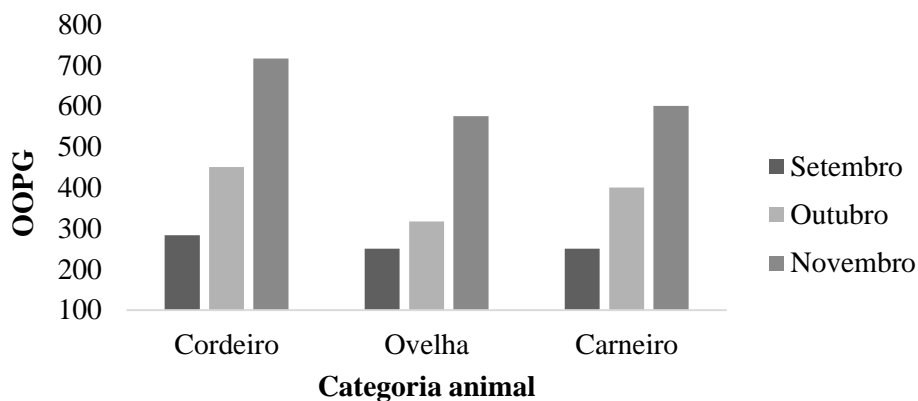 800
700
600
500
400
300
200
100
OOPG
Cordeiro
Ovelha
Carneiro
Categoria animal
Setembro
Outubro
Novembro